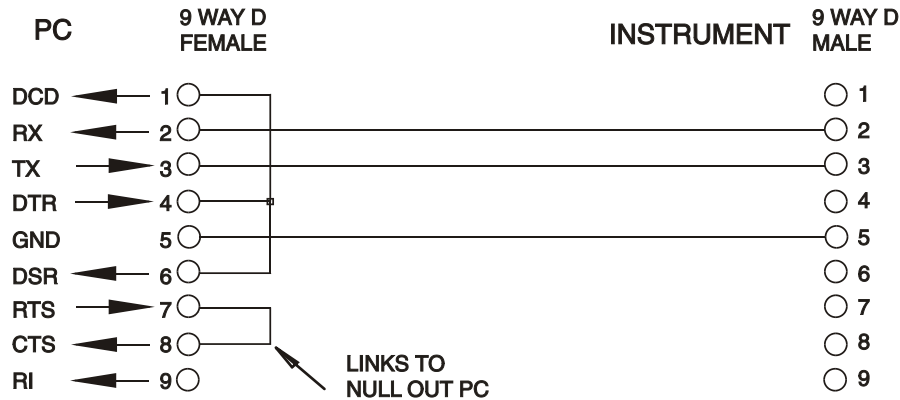 PC
9 WAY D
FEMALE
INSTRUMENT
9 WAY D
MALE
DCD 1 1
RX 2 2
TX 3 3
DTR 4 4
GND 5 5
DSR 6 6
RTS 7 7
CTS 8 8
RI 9 9
LINKS TO
NULL OUT PC